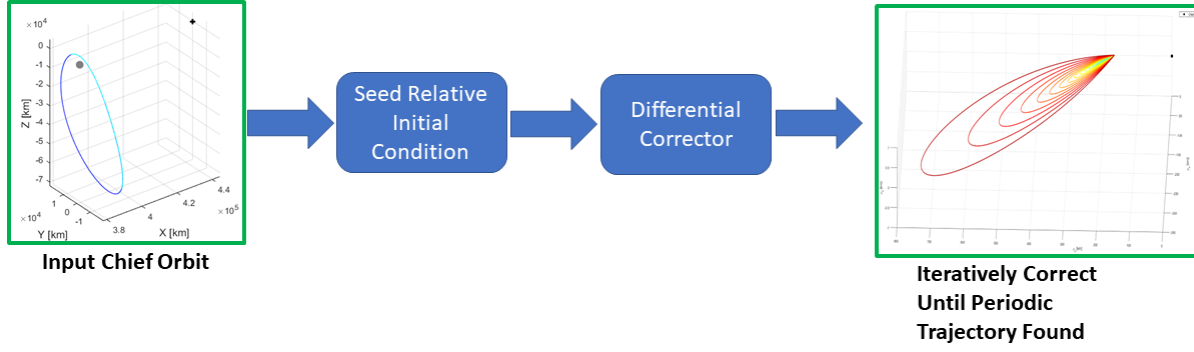 ×10⁴
0
-1
-2
-3
-4
-5
-6
-7
Z [km]
1
0
-1
×10⁴
Y [km]
3.8
4
4.2
4.4
×10⁵
X [km]
Input Chief Orbit
Seed Relative
Initial
Condition
Differential
Corrector
Iteratively Correct
Until Periodic
Trajectory Found